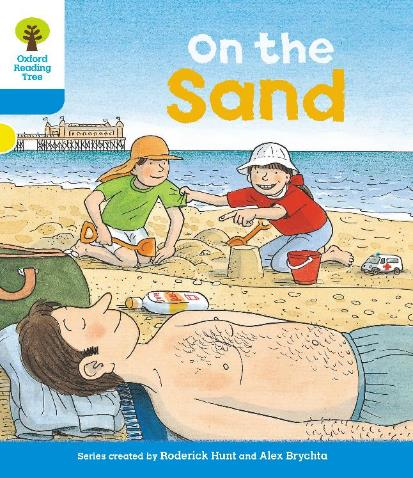 Oxford
Reading
Tree
On the
Sand
Series created by Roderick Hunt and Alex Brychta